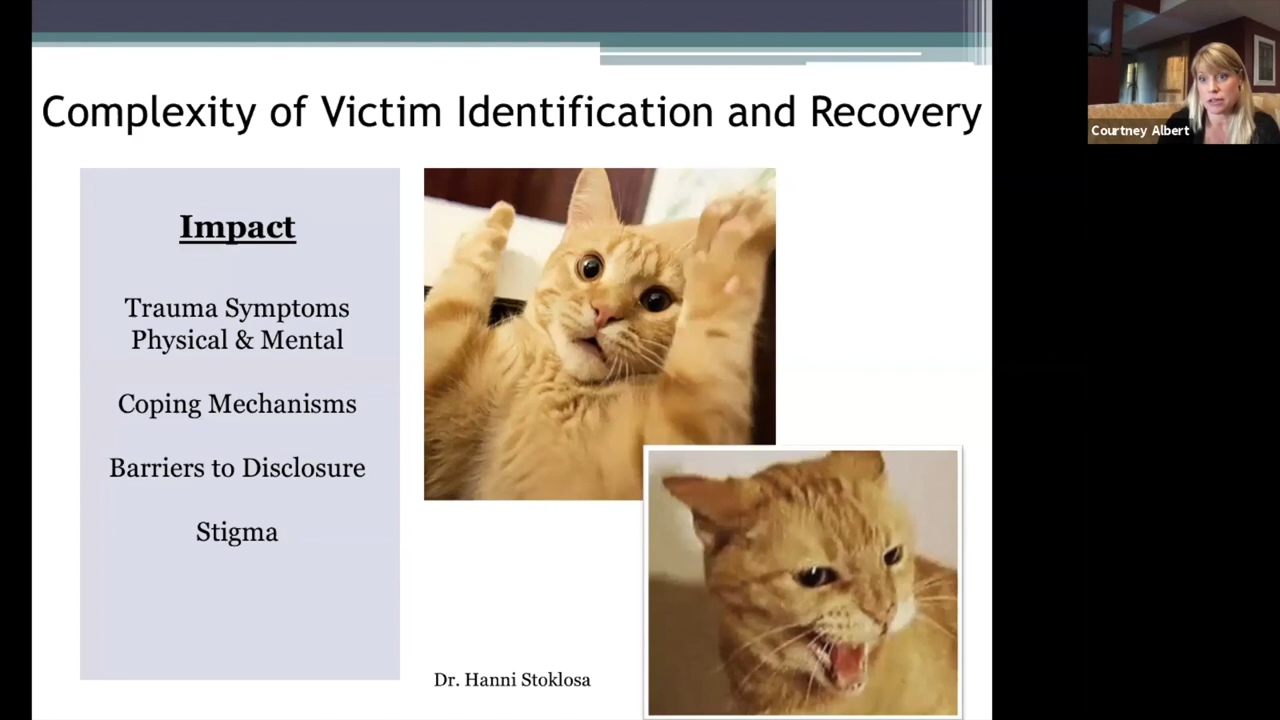 Complexity of Victim Identification and Recovery
Impact
Trauma Symptoms
Physical & Mental
Coping Mechanisms
Barriers to Disclosure
Stigma
Dr. Hanni Stoklosa
Courtney Albert